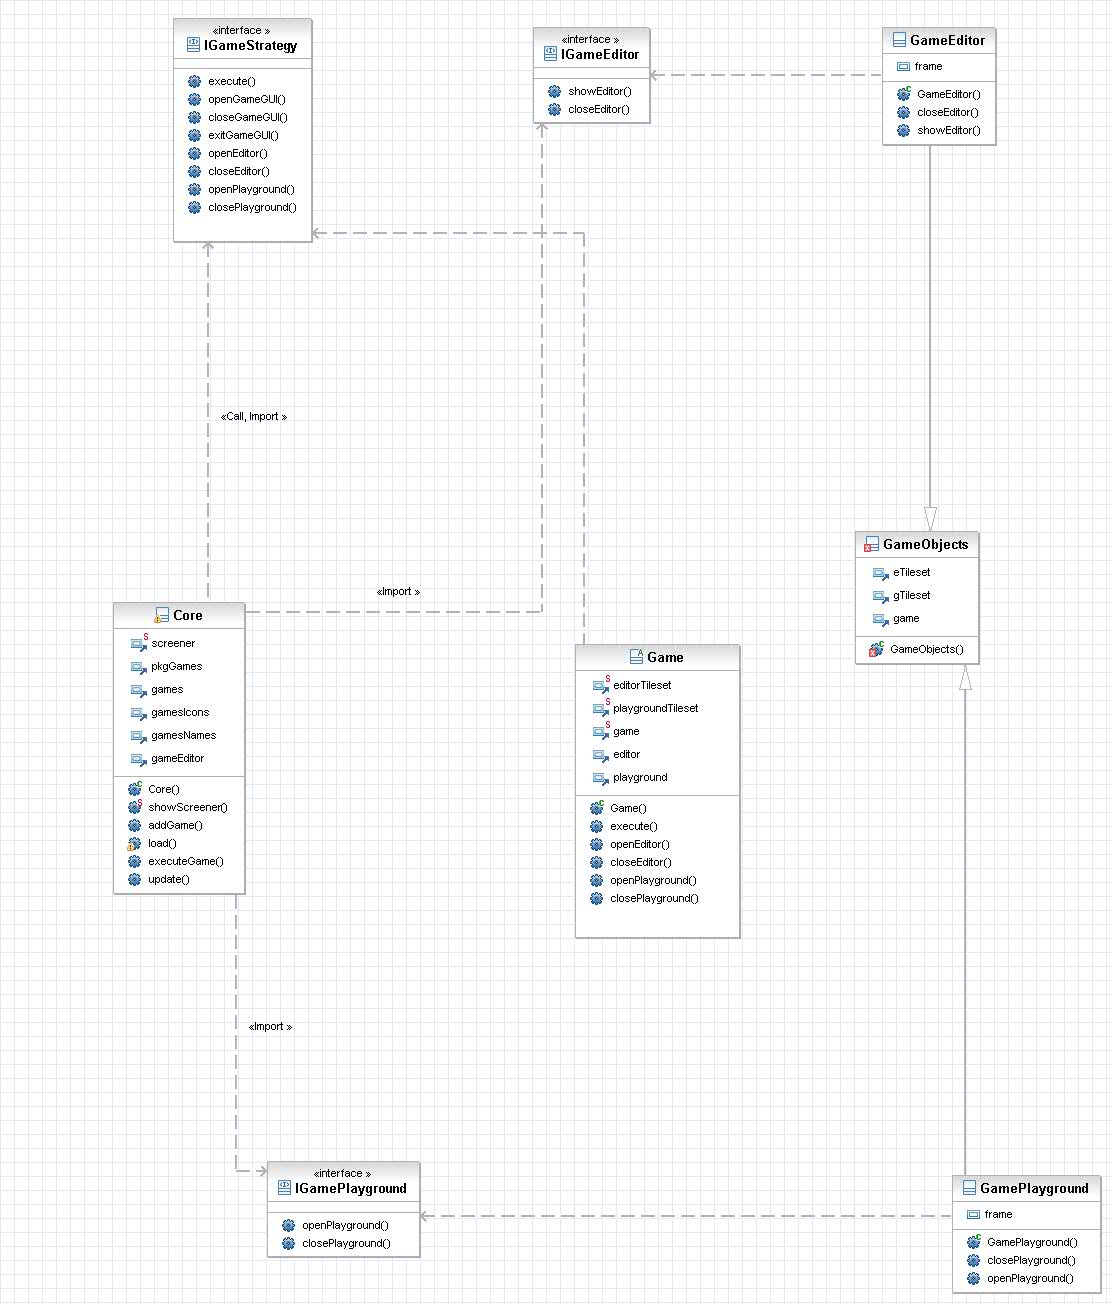 «interface »
IGameStrategy
execute()
openGameGUI()
closeGameGUI()
exitGameGUI()
openEditor()
closeEditor()
openPlayground()
closePlayground()
«interface »
IGameEditor
showEditor()
closeEditor()
GameEditor
frame
GameEditor()
closeEditor()
showEditor()
«Call, Import »
«Import »
GameObjects
eTileset
gTileset
game
GameObjects()
Core
screener
pkgGames
games
gamesIcons
gamesNames
gameEditor
Core()
showScreener()
addGame()
load()
executeGame()
update()
Game
editorTileset
playgroundTileset
game
editor
playground
Game()
execute()
openEditor()
closeEditor()
openPlayground()
closePlayground()
«Import »
«interface »
IGamePlayground
openPlayground()
closePlayground()
GamePlayground
frame
GamePlayground()
closePlayground()
openPlayground()